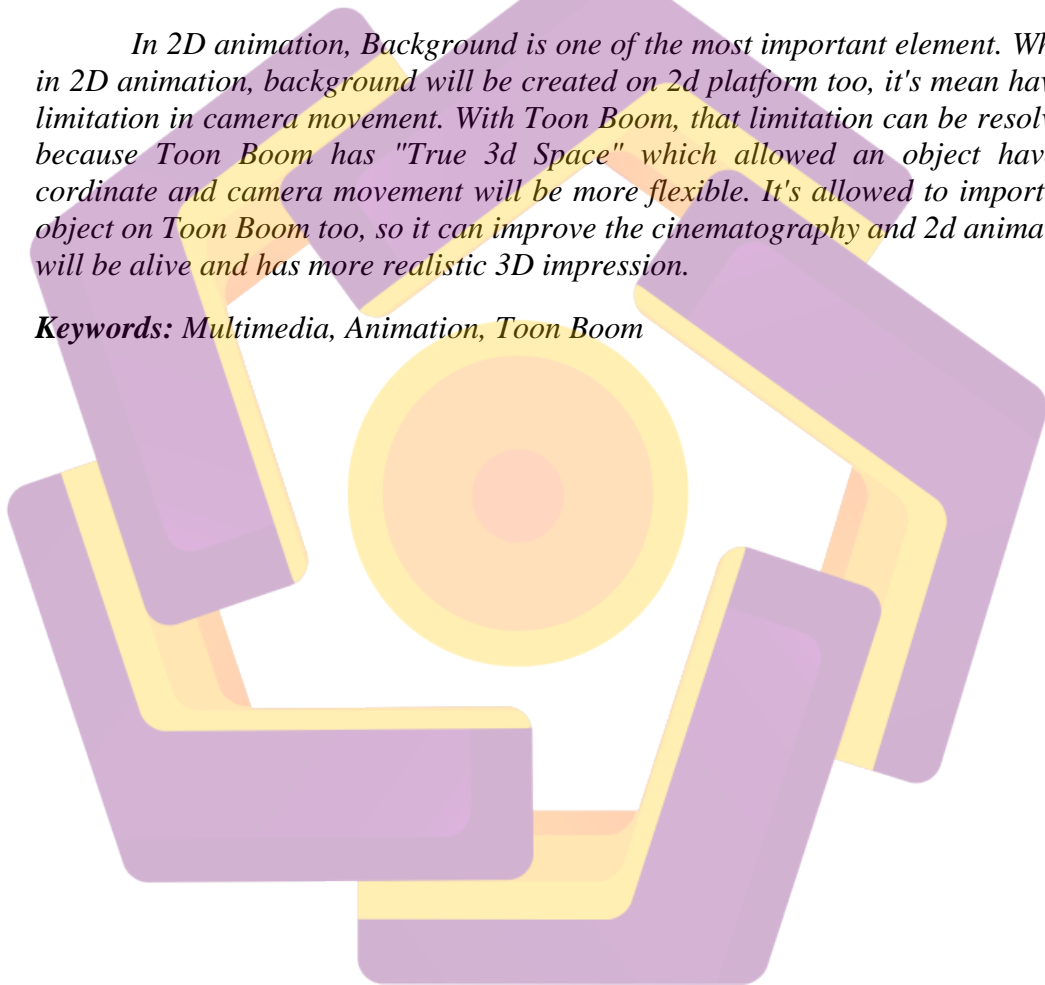 In 2D animation, Background is one of the most important element. Wh
in 2D animation, background will be created on 2d platform too, it's mean hav
limitation in camera movement. With Toon Boom, that limitation can be resolv
because Toon Boom has "True 3d Space" which allowed an object hav
cordinate and camera movement will be more flexible. It's allowed to import
object on Toon Boom too, so it can improve the cinematography and 2d anima
will be alive and has more realistic 3D impression.
Keywords: Multimedia, Animation, Toon Boom